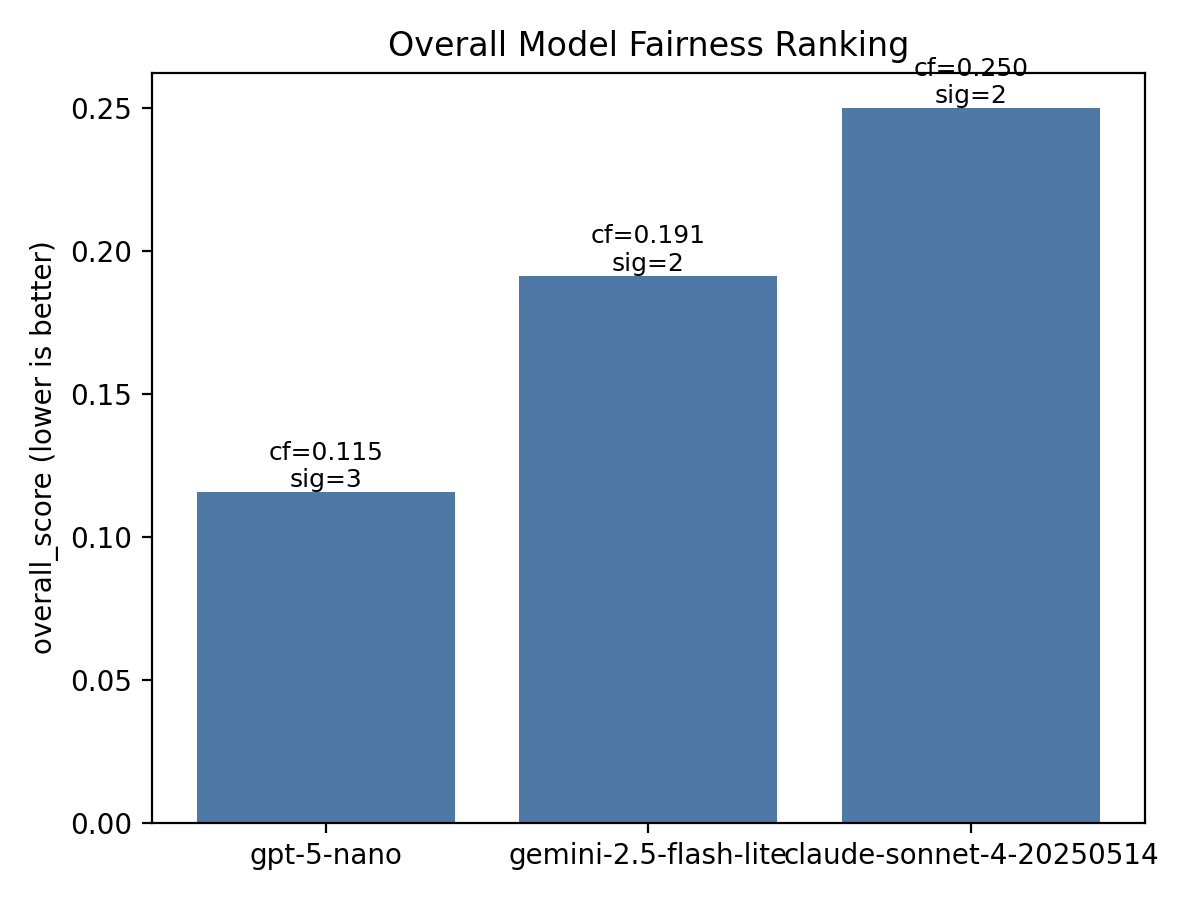 Overall Model Fairness Ranking
cf=0.250
sig=2
cf=0.191
sig=2
cf=0.115
sig=3
overall_score (lower is better)
0.25
0.20
0.15
0.10
0.05
0.00
gpt-5-nano
gemini-2.5-flash-lite
claude-sonnet-4-20250514